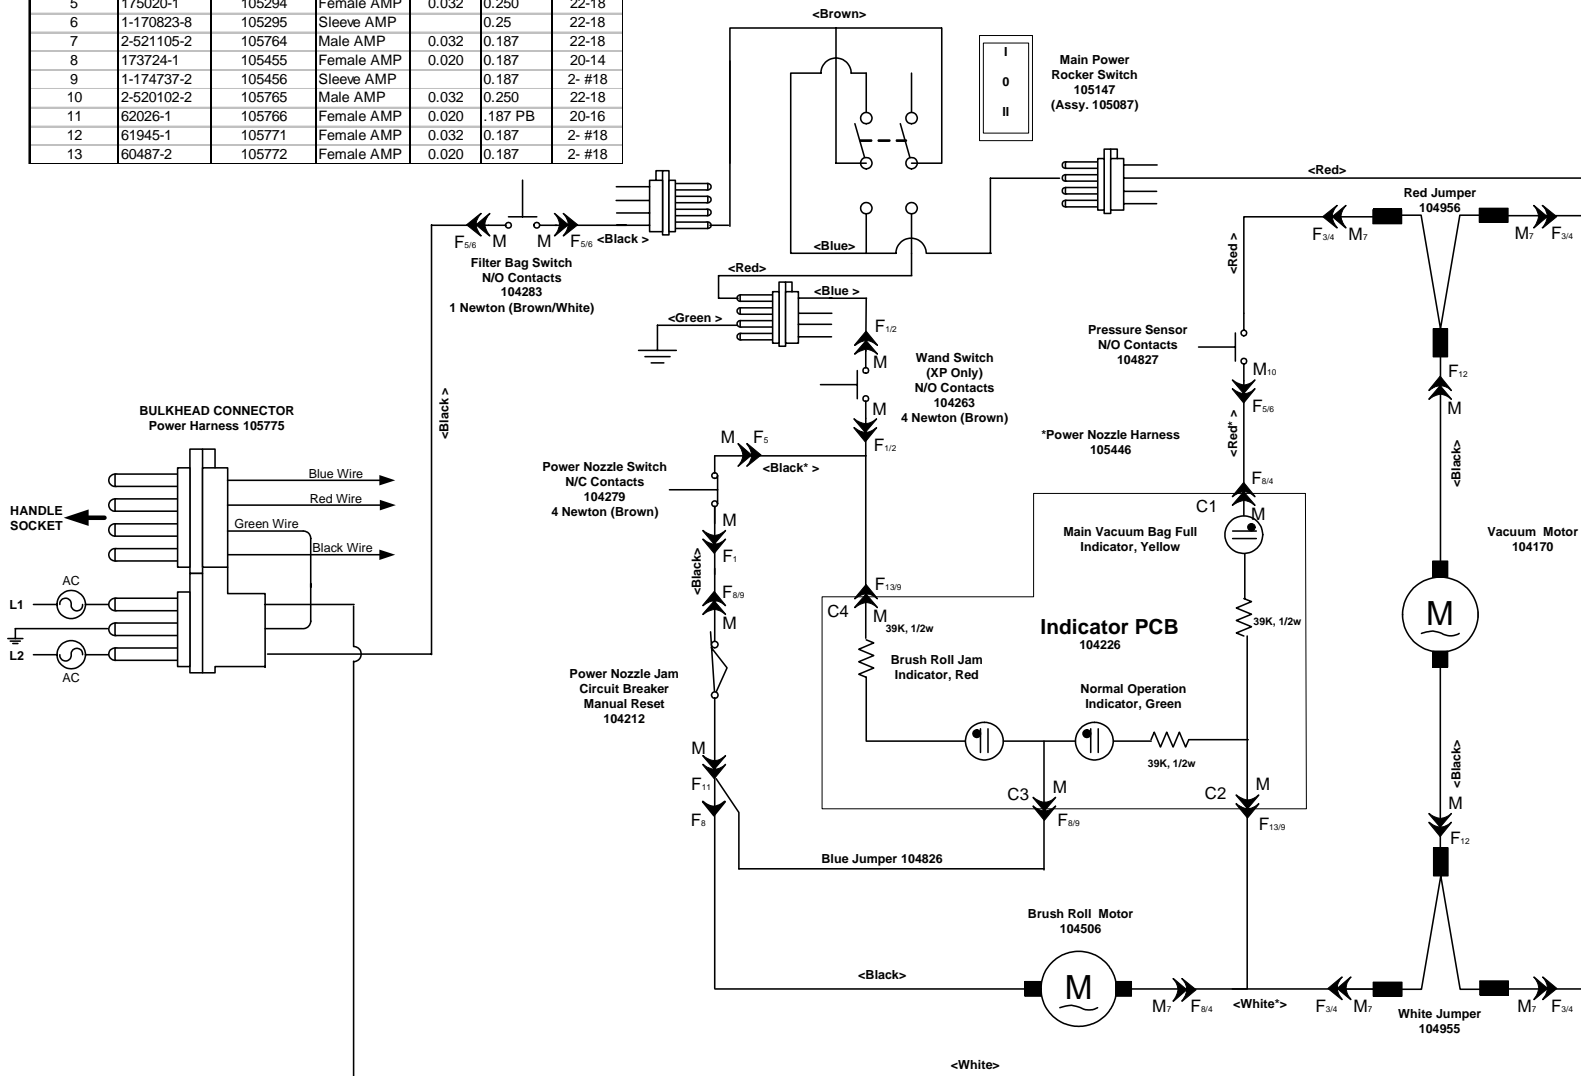 5 175020-1 105294 Female AMP 0.032 0.250 22-18
6 1-170823-8 105295 Sleeve AMP 0.25 22-18
7 2-521105-2 105764 Male AMP 0.032 0.187 22-18
8 173724-1 105455 Female AMP 0.020 0.187 20-14
9 1-174737-2 105456 Sleeve AMP 0.187 2- #18
10 2-520102-2 105765 Male AMP 0.032 0.250 22-18
11 62026-1 105766 Female AMP 0.020 .187 PB 20-16
12 61945-1 105771 Female AMP 0.032 0.187 2- #18
13 60487-2 105772 Female AMP 0.020 0.187 2- #18
<Brown>
I
0
II
Main Power
Rocker Switch
105147
(Assy. 105087)
<Red>
Red Jumper
104956
F5/6 M M F5/6 <Black >
Filter Bag Switch
N/O Contacts
104283
1 Newton (Brown/White)
<Blue>
<Red>
<Blue >
<Green >
F1/2
M
Wand Switch
(XP Only)
N/O Contacts
104263
4 Newton (Brown)
M
F1/2
F3/4 M7
M7 F3/4
<Red >
Pressure Sensor
N/O Contacts
104827
M10
F5/6
<Red* >
*Power Nozzle Harness
105446
F12
M
<Black>
<Black >
BULKHEAD CONNECTOR
Power Harness 105775
Blue Wire
Red Wire
Green Wire
Black Wire
HANDLE
SOCKET
AC
L1
L2
AC
M F5
<Black* >
Power Nozzle Switch
N/C Contacts
104279
4 Newton (Brown)
M
F1
<Black>
F8/9
M
Power Nozzle Jam
Circuit Breaker
Manual Reset
104212
M
F11
F8
F8/4
C1
M
Main Vacuum Bag Full
Indicator, Yellow
39K, 1/2w
F13/9
C4
M
39K, 1/2w
Indicator PCB
104226
Brush Roll Jam
Indicator, Red
Normal Operation
Indicator, Green
39K, 1/2w
C3
M
F8/9
C2
M
F13/9
Blue Jumper 104826
Vacuum Motor
104170
M
<Black>
M
F12
Brush Roll Motor
104506
<Black>
M
M7 F8/4
<White*>
F3/4 M7
M7 F3/4
White Jumper
104955
<White>